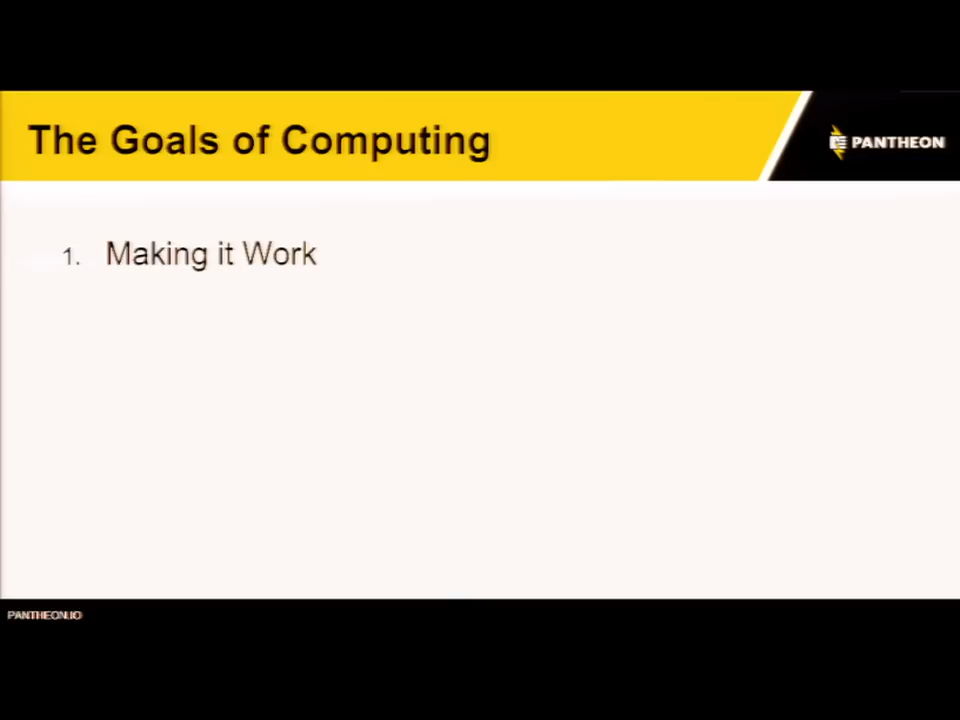 The Goals of Computing
PANTHEON
1. Making it Work
PANTHEON.IO